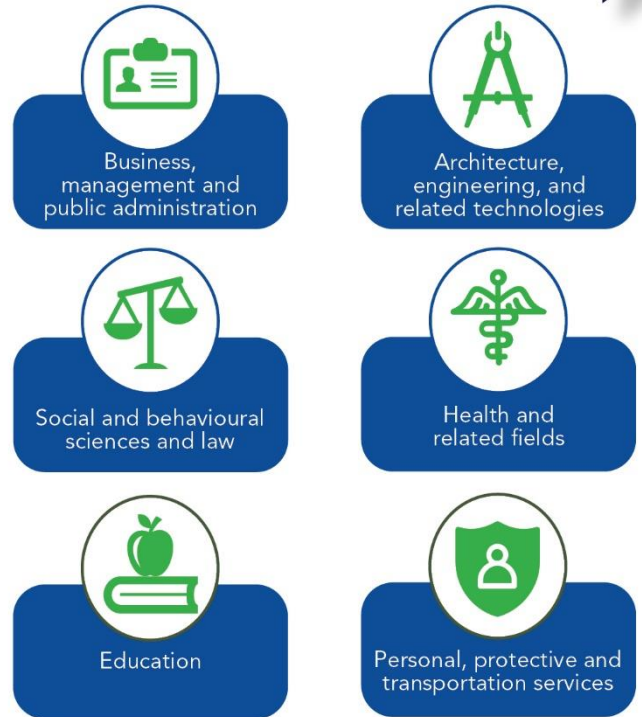 Business,
management and
public administration
Architecture,
engineering, and
related technologies
Social and behavioural
sciences and law
Health and
related fields
Education
Personal, protective and
transportation services